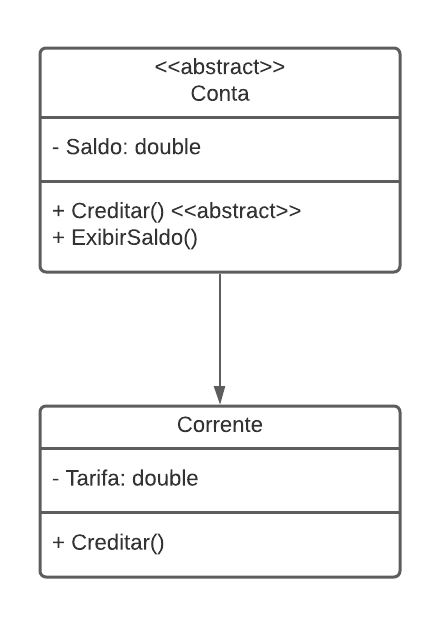 <<abstract>>
Conta
- Saldo: double
+ Creditar() <<abstract>>
+ ExibirSaldo()
Corrente
- Tarifa: double
+ Creditar()